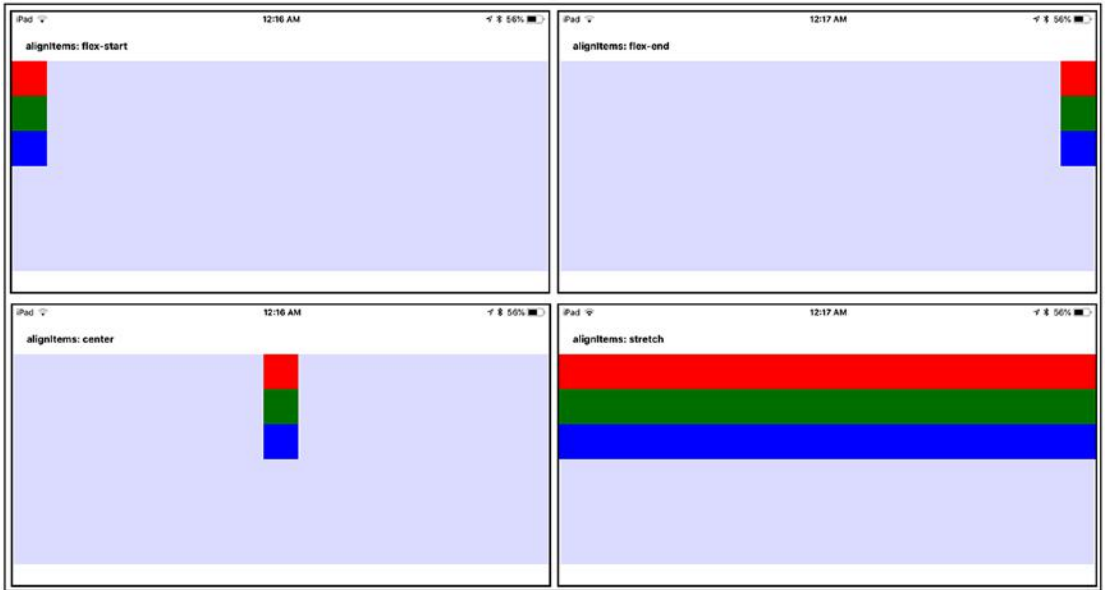 iPad 12:16 AM 56%
alignItems: flex-start
iPad 12:17 AM 56%
alignItems: flex-end
iPad 12:16 AM 56%
alignItems: center
iPad 12:17 AM 56%
alignItems: stretch